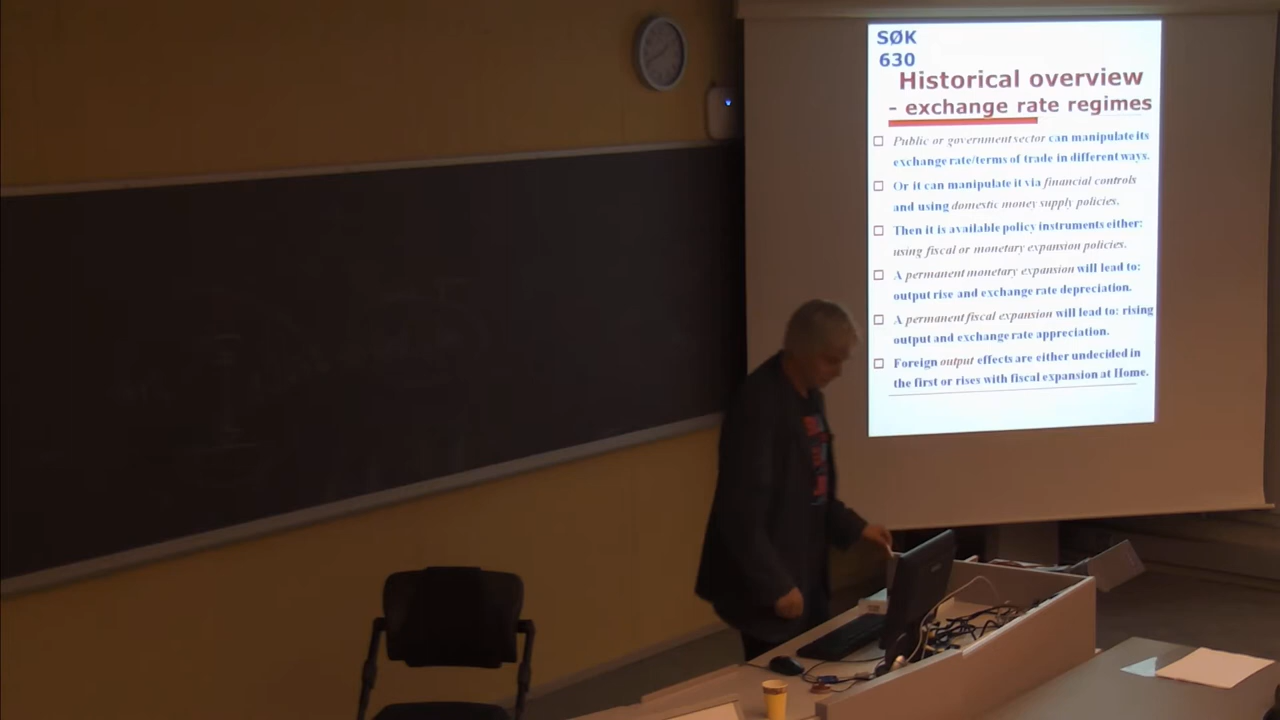 SØK
630
Historical overview
- exchange rate regimes
Public or government sector can manipulate its
exchange rate/terms of trade in different ways.
Or it can manipulate it via financial controls
and using domestic money supply policies.
Then it is available policy instruments either:
using fiscal or monetary expansion policies.
A permanent monetary expansion will lead to:
output rise and exchange rate depreciation.
A permanent fiscal expansion will lead to: rising
output and exchange rate appreciation.
Foreign output effects are either undecided in
the first or rises with fiscal expansion at Home.